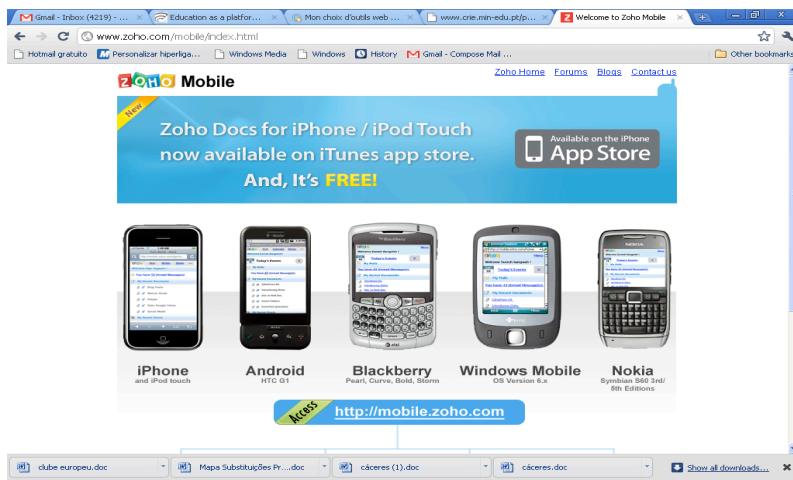 Gmail - Inbox (4219) - ...
Education as a platfor...
Mon choix d'outils web ...
www.crie.min-edu.pt/p...
Welcome to Zoho Mobile
www.zoho.com/mobile/index.html
Hotmail gratuito
Personalizar hiperliga...
Windows Media
Windows
History
Gmail - Compose Mail ...
Other bookmarks
ZOHO Mobile
Zoho Home Forums Blogs Contact us
New
Zoho Docs for iPhone / iPod Touch
now available on iTunes app store.
And, It's FREE!
Available on the iPhone
App Store
iPhone
and iPod touch
Android
HTC G1
Blackberry
Pearl, Curve, Bold, Storm
Windows Mobile
OS Version 6.x
Nokia
Symbian S60 3rd/
5th Editions
Access
http://mobile.zoho.com
clube europeu.doc
Mapa Substituições Pr....doc
cáceres (1).doc
cáceres.doc
Show all downloads...